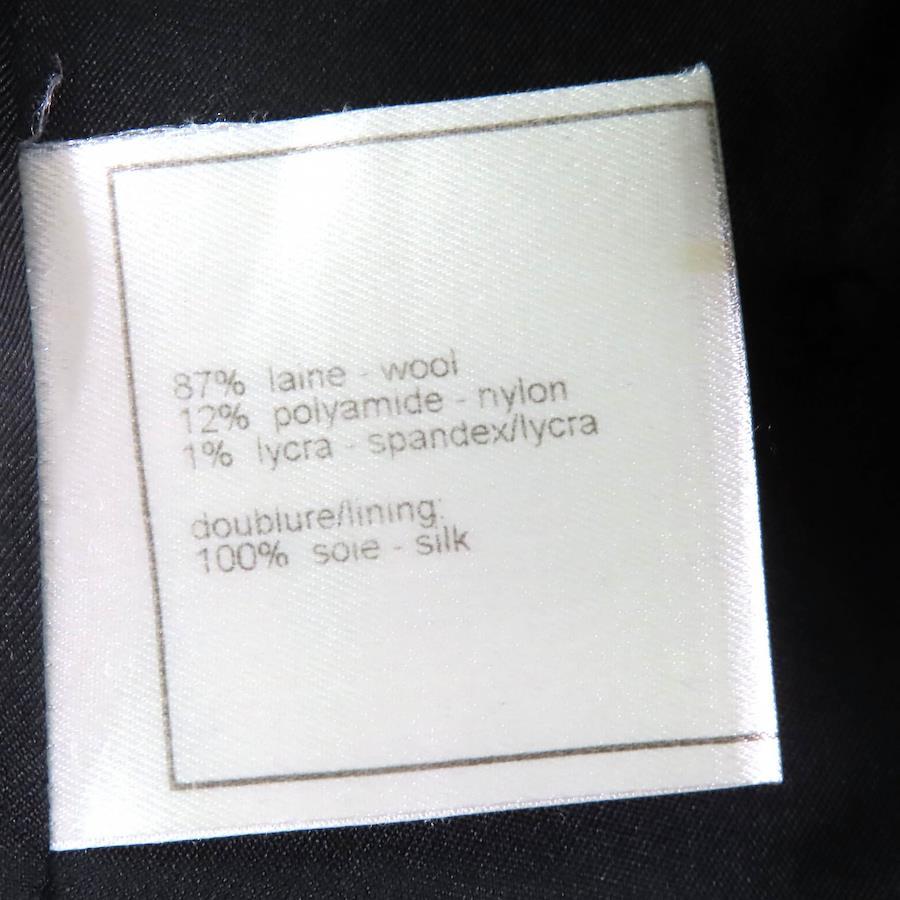 87% laine - wool
12% polyamide - nylon
1% lycra - spandex/lycra
doublure/lining:
100% soie - silk